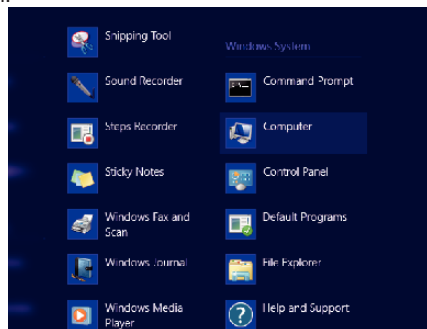 Snipping Tool
Sound Recorder
Steps Recorder
Sticky Notes
Windows Fax and
Scan
Windows Journal
Windows Media
Player
Windows System
Command Prompt
Computer
Control Panel
Default Programs
File Explorer
Help and Support